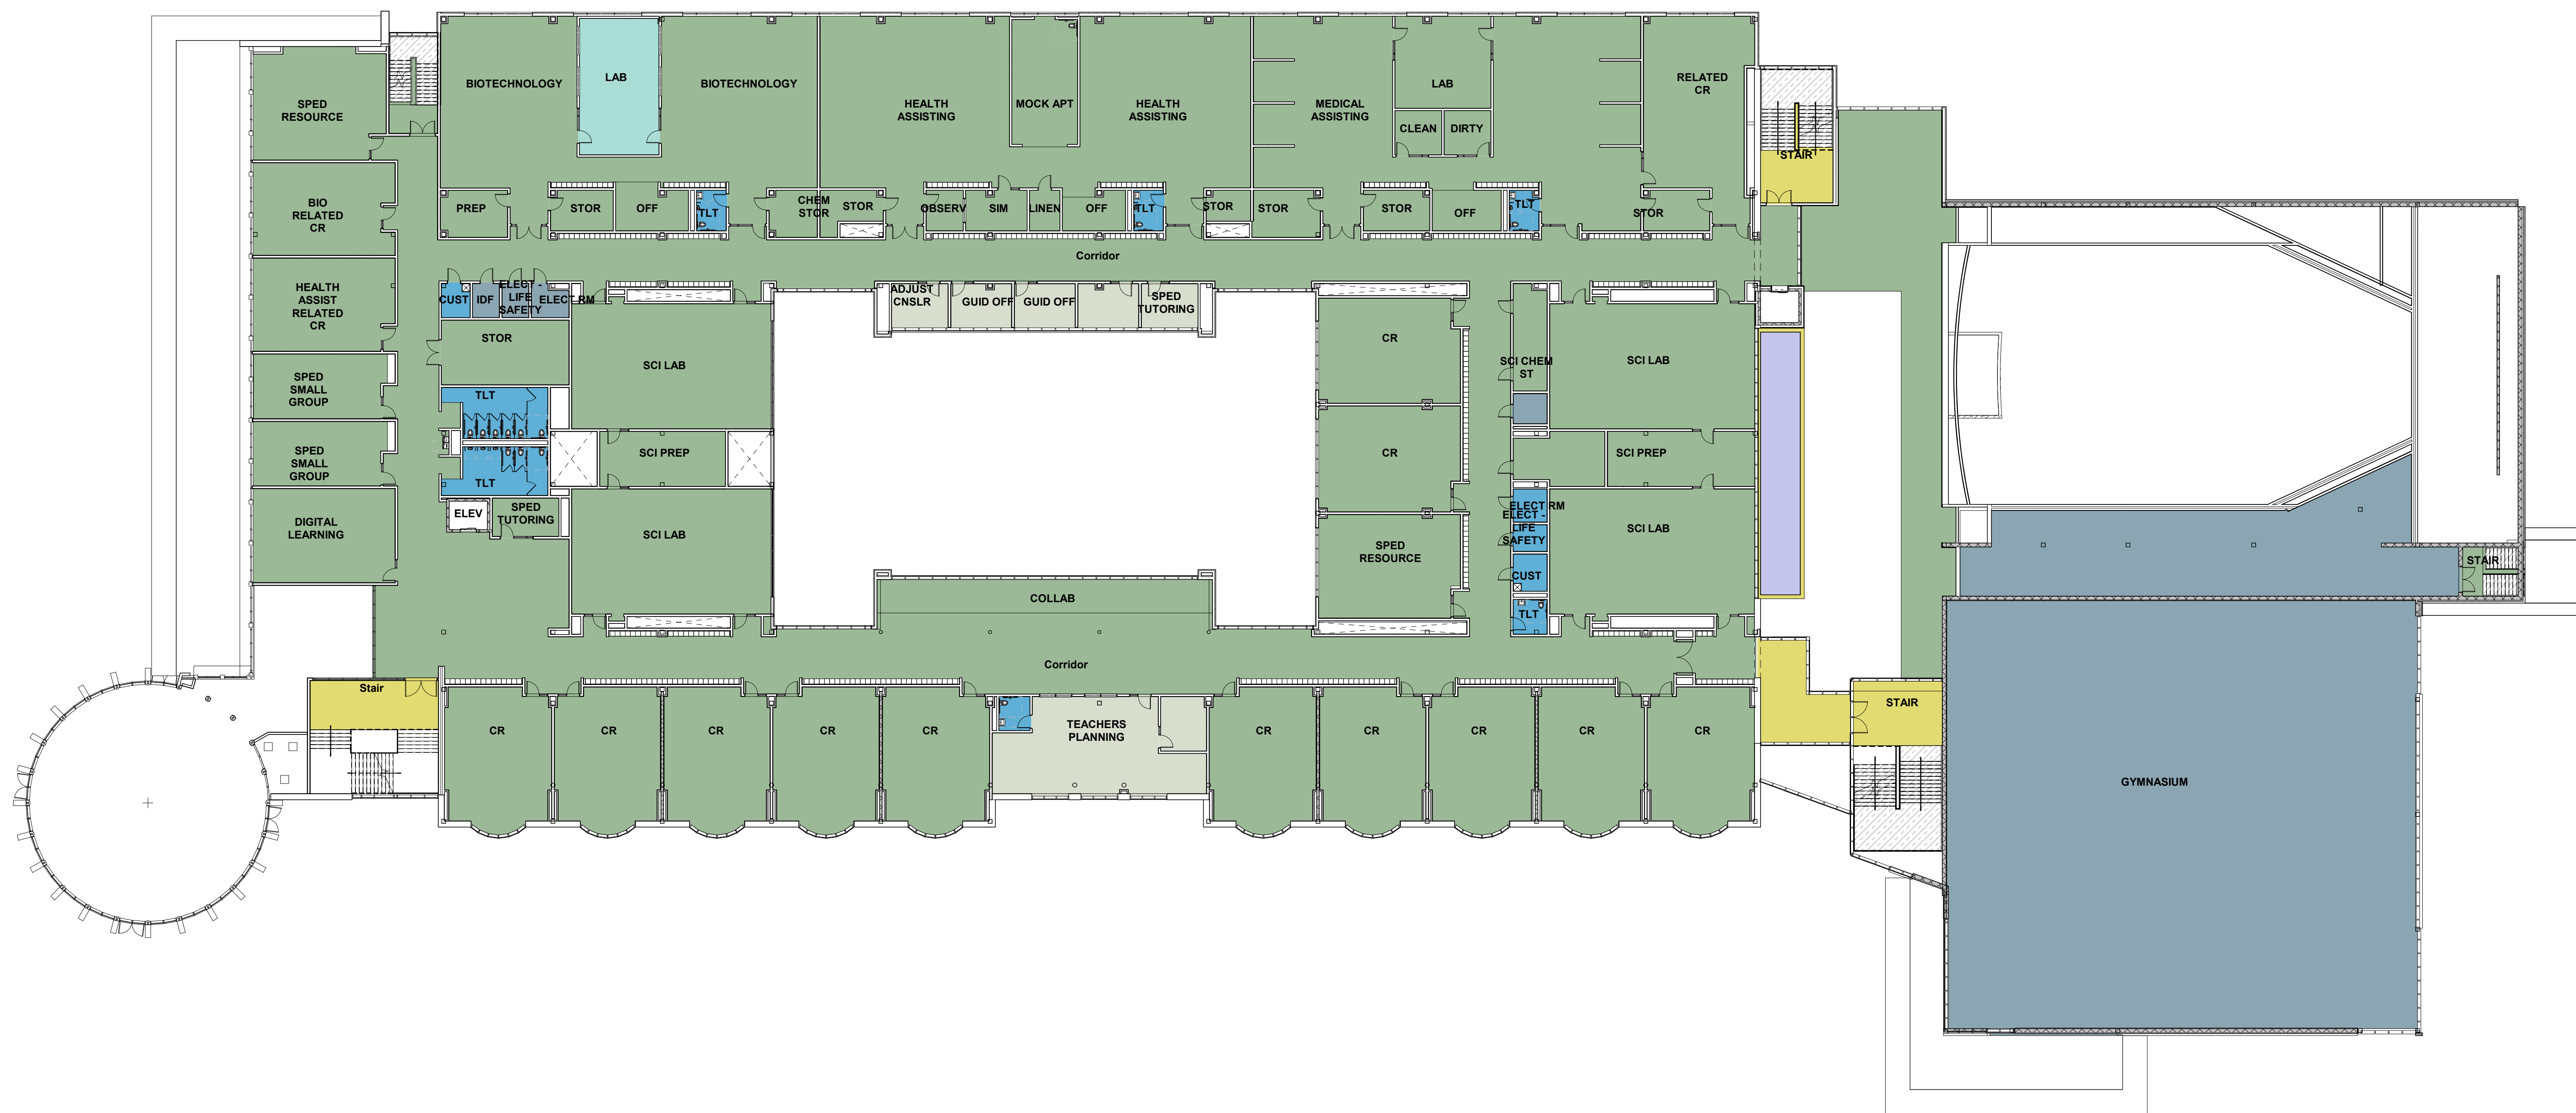 SPED
RESOURCE
BIOTECHNOLOGY
LAB
BIOTECHNOLOGY
HEALTH
ASSISTING
MOCK APT
HEALTH
ASSISTING
MEDICAL
ASSISTING
LAB
CLEAN
DIRTY
RELATED
CR
STAIR
BIO
RELATED
CR
PREP
STOR
OFF
TLT
CHEM
STOR
STOR
OBSERV
SIM
LINEN
OFF
TLT
STOR
STOR
STOR
OFF
TLT
STOR
Corridor
HEALTH
ASSIST
RELATED
CR
CUST
IDF
ELECT -
LIFE
SAFETY
ELECT RM
ADJUST
CNSLR
GUID OFF
GUID OFF
SPED
TUTORING
STOR
SCI LAB
CR
SCI CHEM
ST
SCI LAB
SPED
SMALL
GROUP
TLT
SPED
SMALL
GROUP
TLT
SCI PREP
CR
SCI PREP
DIGITAL
LEARNING
ELEV
SPED
TUTORING
SCI LAB
SPED
RESOURCE
ELECT RM
ELECT -
LIFE
SAFETY
CUST
TLT
SCI LAB
STAIR
COLLAB
Corridor
Stair
CR
CR
CR
CR
CR
TEACHERS
PLANNING
CR
CR
CR
CR
CR
STAIR
GYMNASIUM